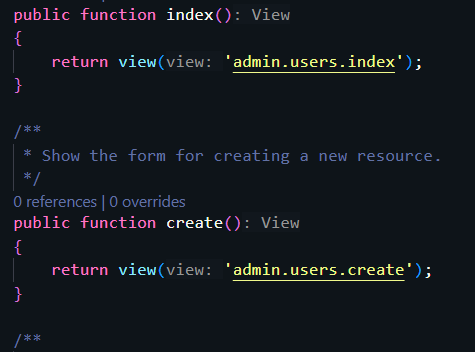 public function index(): View
{
    return view(view: 'admin.users.index');
}
/**
 * Show the form for creating a new resource.
 */
0 references | 0 overrides
public function create(): View
{
    return view(view: 'admin.users.create');
}
/**